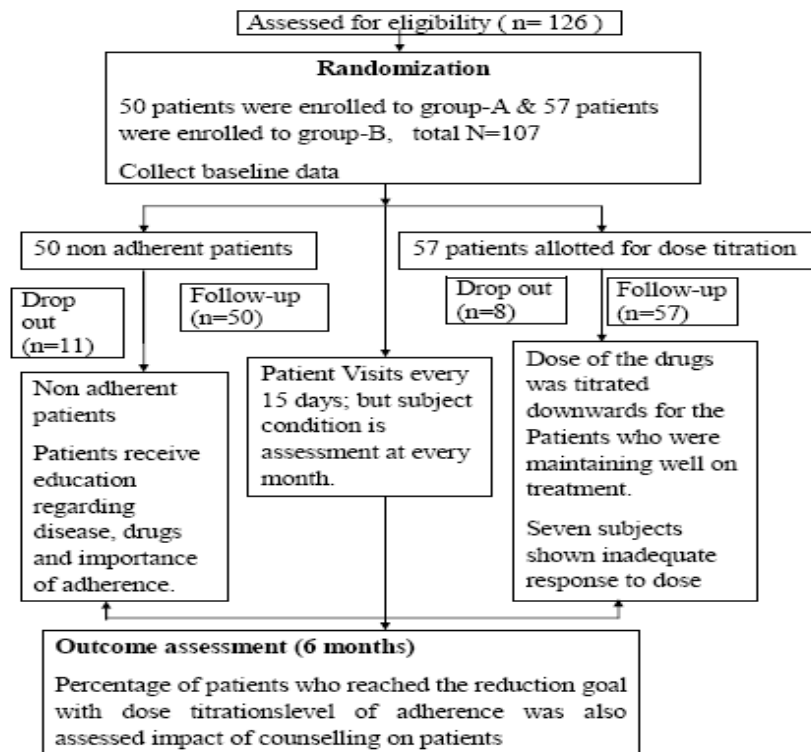 Assessed for eligibility ( n= 126 )
Randomization
50 patients were enrolled to group-A & 57 patients
were enrolled to group-B, total N=107
Collect baseline data
50 non adherent patients
57 patients allotted for dose titration
Drop
out
(n=11)
Follow-up
(n=50)
Drop out
(n=8)
Follow-up
(n=57)
Non adherent
patients
Patients receive
education
regarding
disease, drugs
and importance
of adherence.
Patient Visits every
15 days; but subject
condition is
assessment at every
month.
Dose of the drugs
was titrated
downwards for the
Patients who were
maintaining well on
treatment.
Seven subjects
shown inadequate
response to dose
Outcome assessment (6 months)
Percentage of patients who reached the reduction goal
with dose titrationslevel of adherence was also
assessed impact of counselling on patients